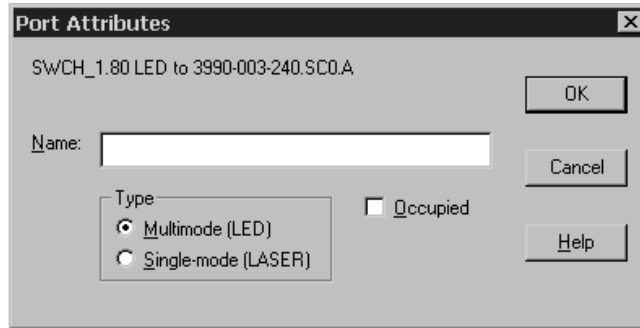 Port Attributes
SWCH_1.80 LED to 3990-003-240.SC0.A
OK
Name:
Cancel
Type
Occupied
Multimode (LED)
Single-mode (LASER)
Help